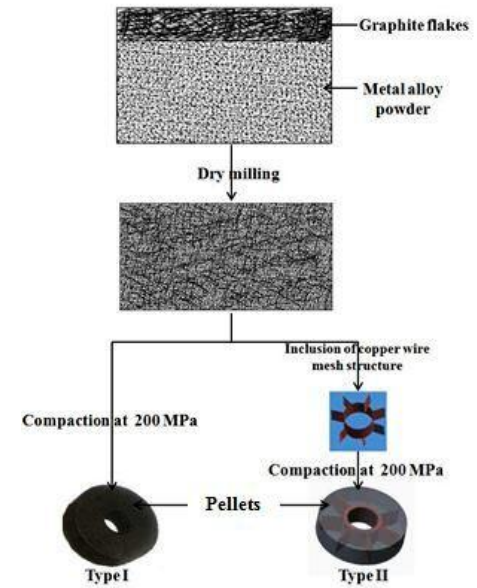 Graphite flakes
Metal alloy
powder
Dry milling
Inclusion of copper wire
mesh structure
Compaction at 200 MPa
Compaction at 200 MPa
Pellets
Type I
Type II